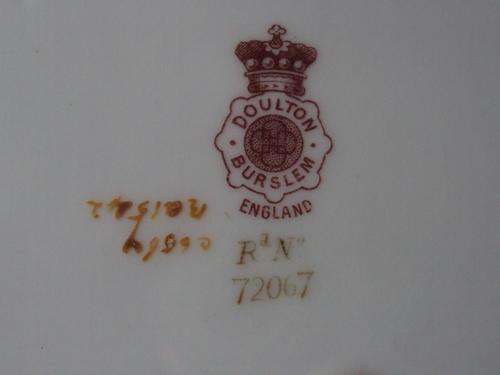 DOULTON
BURSLEM
ENGLAND
Rᵈ Nº
72067